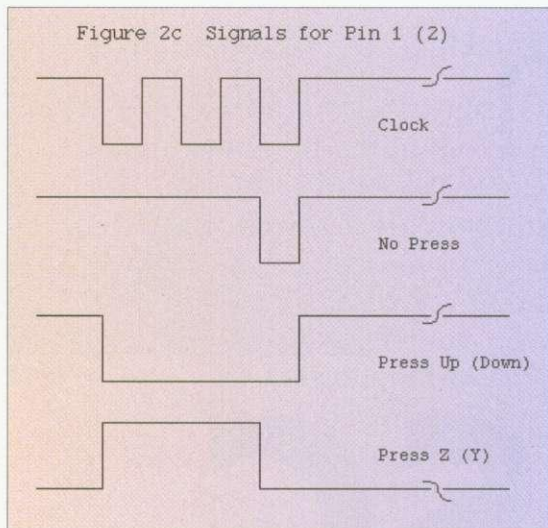 Figure 2c Signals for Pin 1 (2)
Clock
No Press
Press Up (Down)
Press Z (Y)